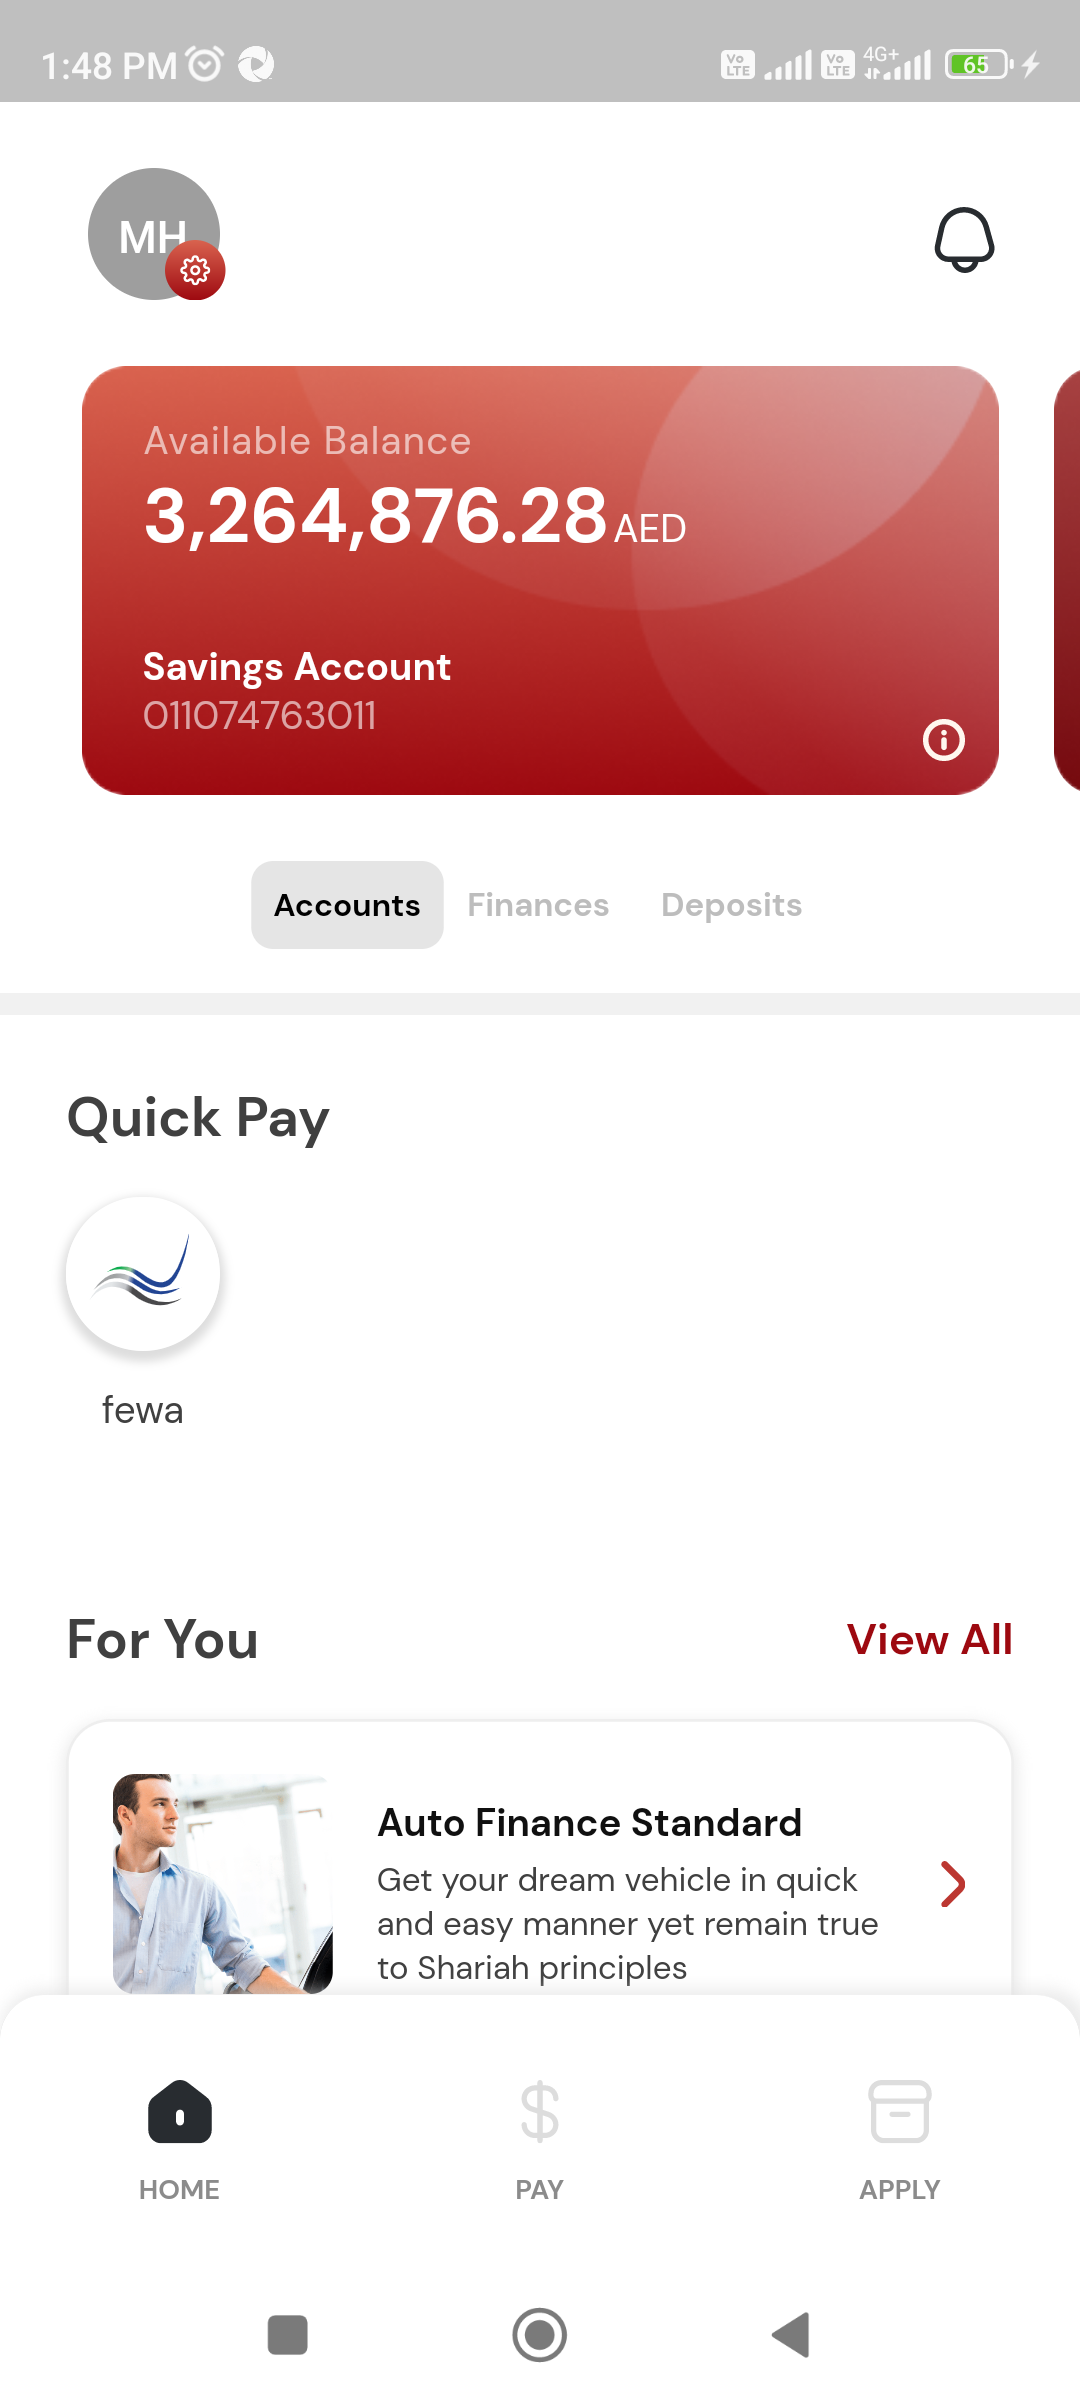 1:48 PM
Vo LTE
Vo LTE
4G+
65
MH
Available Balance
3,264,876.28 AED
Savings Account
011074763011
Accounts
Finances
Deposits
Quick Pay
fewa
For You
View All
Auto Finance Standard
Get your dream vehicle in quick
and easy manner yet remain true
to Shariah principles
HOME
PAY
APPLY